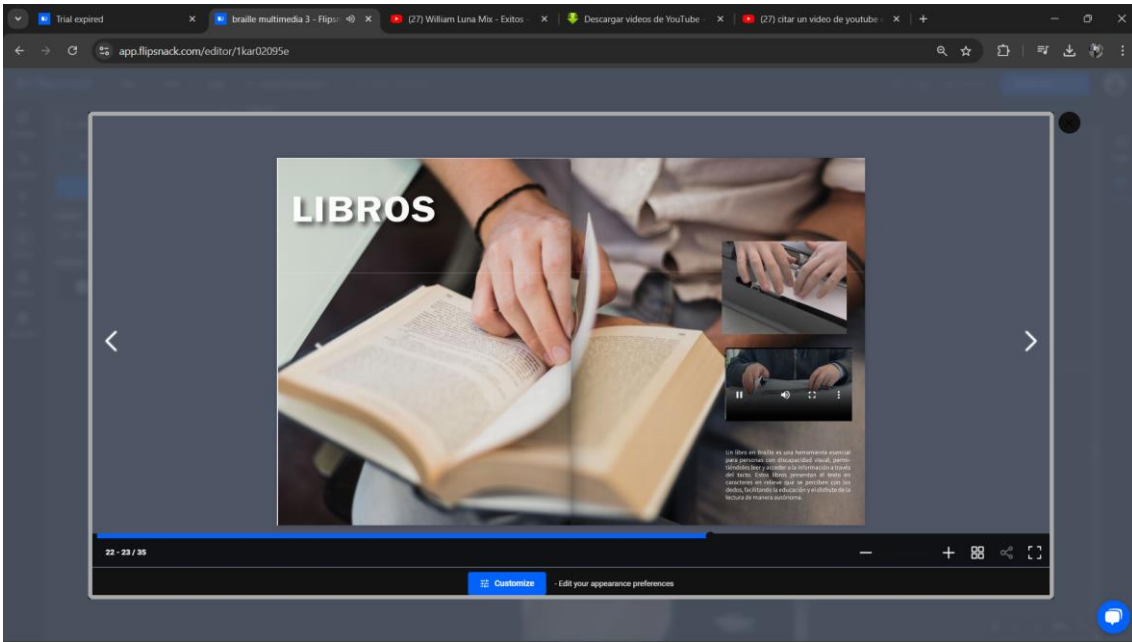 Trial expired
braille multimedia 3 - Flipsn
(27) William Luna Mix - Exitos -
Descargar videos de YouTube -
(27) citar un video de youtube
app.flipsnack.com/editor/1kar02095e
LIBROS
Un libro en Braille es una herramienta esencial
para personas con discapacidad visual, permi-
tiéndoles leer y acceder a la información a través
del tacto. Estos libros presentan el texto en
caracteres en relieve que se perciben con los
dedos, facilitando la educación y el disfrute de la
lectura de manera autónoma.
22 - 23 / 35
Customize - Edit your appearance preferences